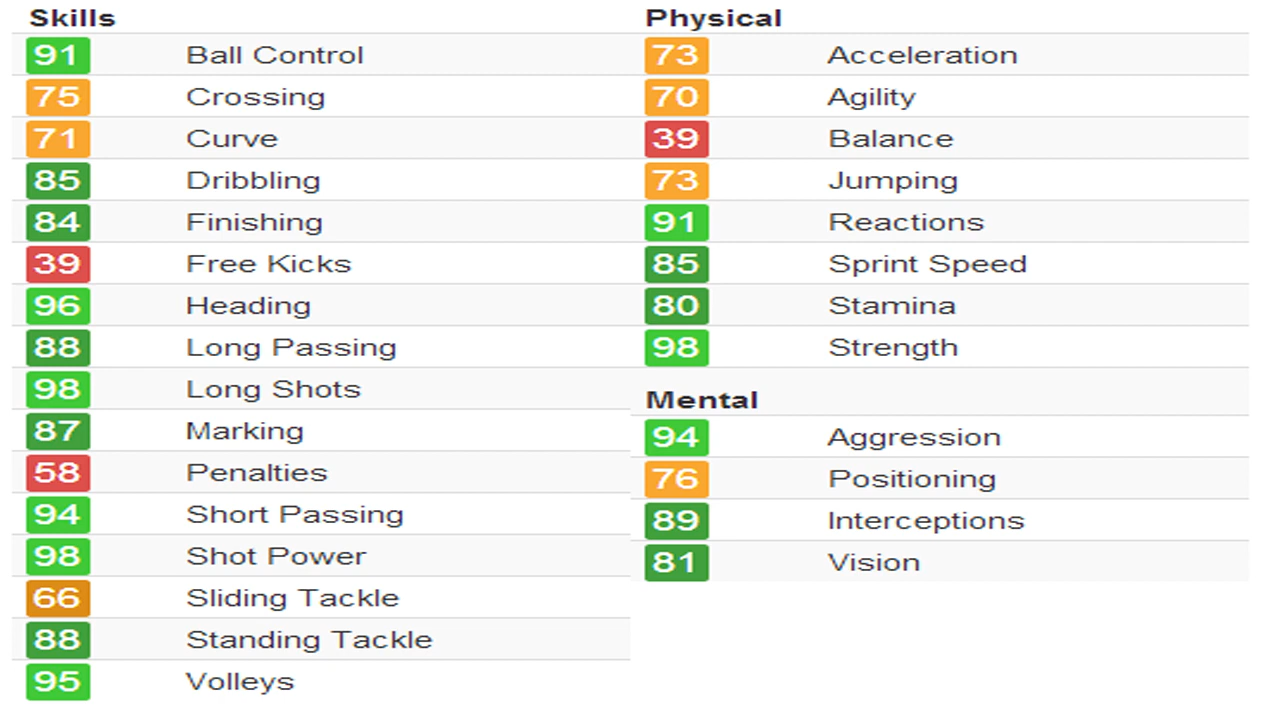 Skills
91 Ball Control
75 Crossing
71 Curve
85 Dribbling
84 Finishing
39 Free Kicks
96 Heading
88 Long Passing
98 Long Shots
87 Marking
58 Penalties
94 Short Passing
98 Shot Power
66 Sliding Tackle
88 Standing Tackle
95 Volleys
Physical
73 Acceleration
70 Agility
39 Balance
73 Jumping
91 Reactions
85 Sprint Speed
80 Stamina
98 Strength
Mental
94 Aggression
76 Positioning
89 Interceptions
81 Vision